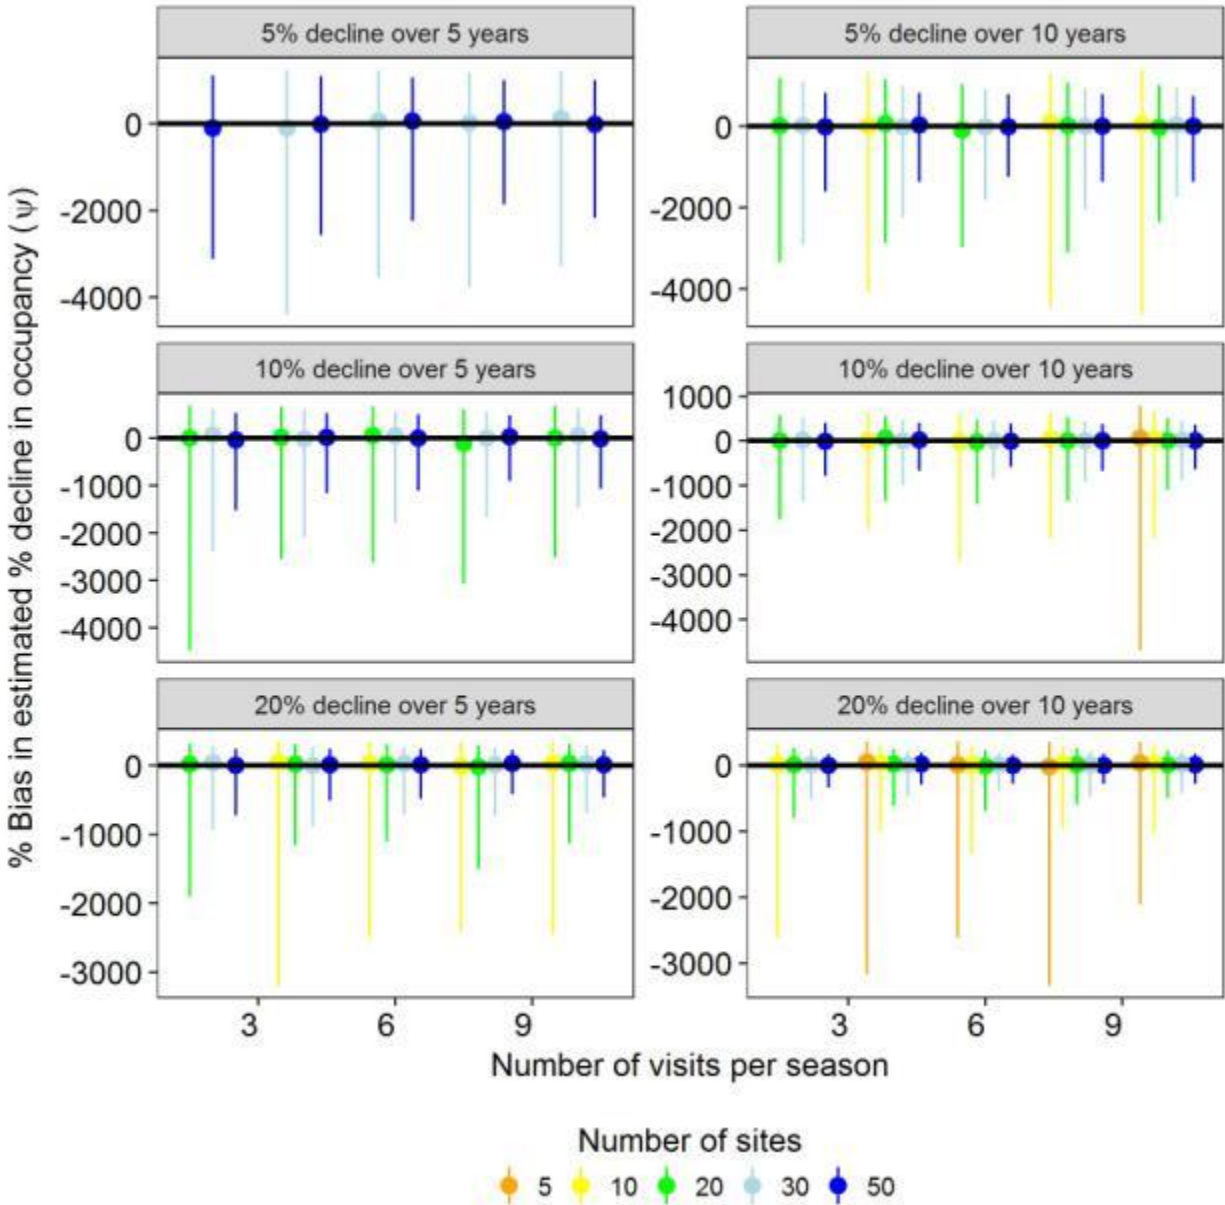 5% decline over 5 years
5% decline over 10 years
0
-2000
-4000
0
-2000
-4000
10% decline over 5 years
10% decline over 10 years
0
-1000
-2000
-3000
-4000
1000
0
-1000
-2000
-3000
-4000
20% decline over 5 years
20% decline over 10 years
0
-1000
-2000
-3000
0
-1000
-2000
-3000
3 6 9
3 6 9
% Bias in estimated % decline in occupancy (ψ)
Number of visits per season
Number of sites
5 10 20 30 50